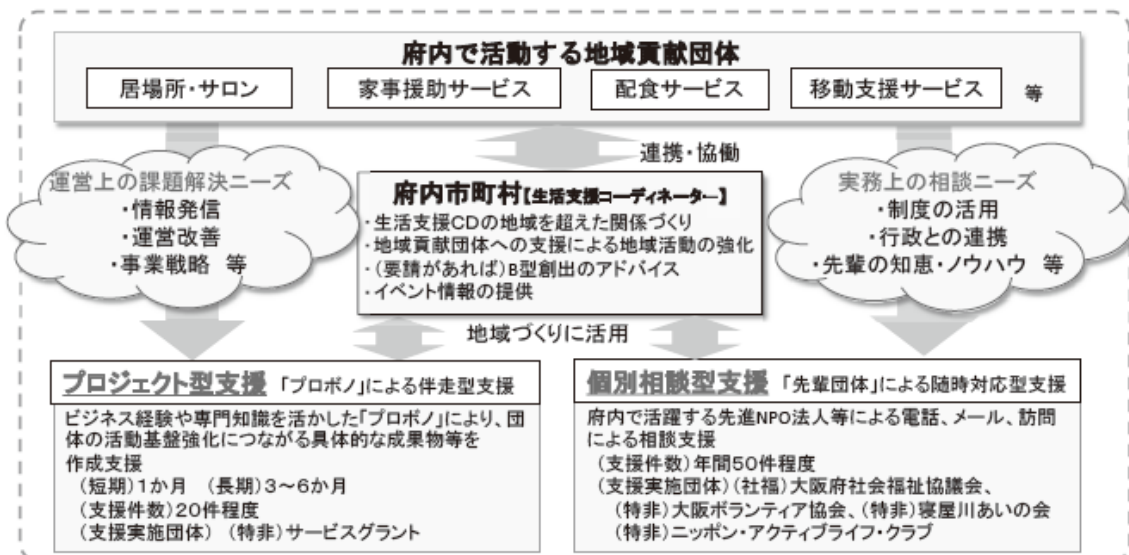 府内で活動する地域貢献団体
居場所・サロン
家事援助サービス
配食サービス
移動支援サービス
等
連携・協働
運営上の課題解決ニーズ
・情報発信
・運営改善
・事業戦略 等
府内市町村【生活支援コーディネーター】
・生活支援CDの地域を超えた関係づくり
・地域貢献団体への支援による地域活動の強化
・(要請があれば)B型創出のアドバイス
・イベント情報の提供
実務上の相談ニーズ
・制度の活用
・行政との連携
・先輩の知恵・ノウハウ 等
地域づくりに活用
プロジェクト型支援 「プロボノ」による伴走型支援
ビジネス経験や専門知識を活かした「プロボノ」により、団
体の活動基盤強化につながる具体的な成果物等を
作成支援
(短期)1か月 (長期)3～6か月
(支援件数)20件程度
(支援実施団体) (特非)サービスグラント
個別相談型支援 「先輩団体」による随時対応型支援
府内で活躍する先進NPO法人等による電話、メール、訪問
による相談支援
(支援件数)年間50件程度
(支援実施団体)(社福)大阪府社会福祉協議会、
(特非)大阪ボランティア協会、(特非)寝屋川あいの会
(特非)ニッポン・アクティブライフ・クラブ